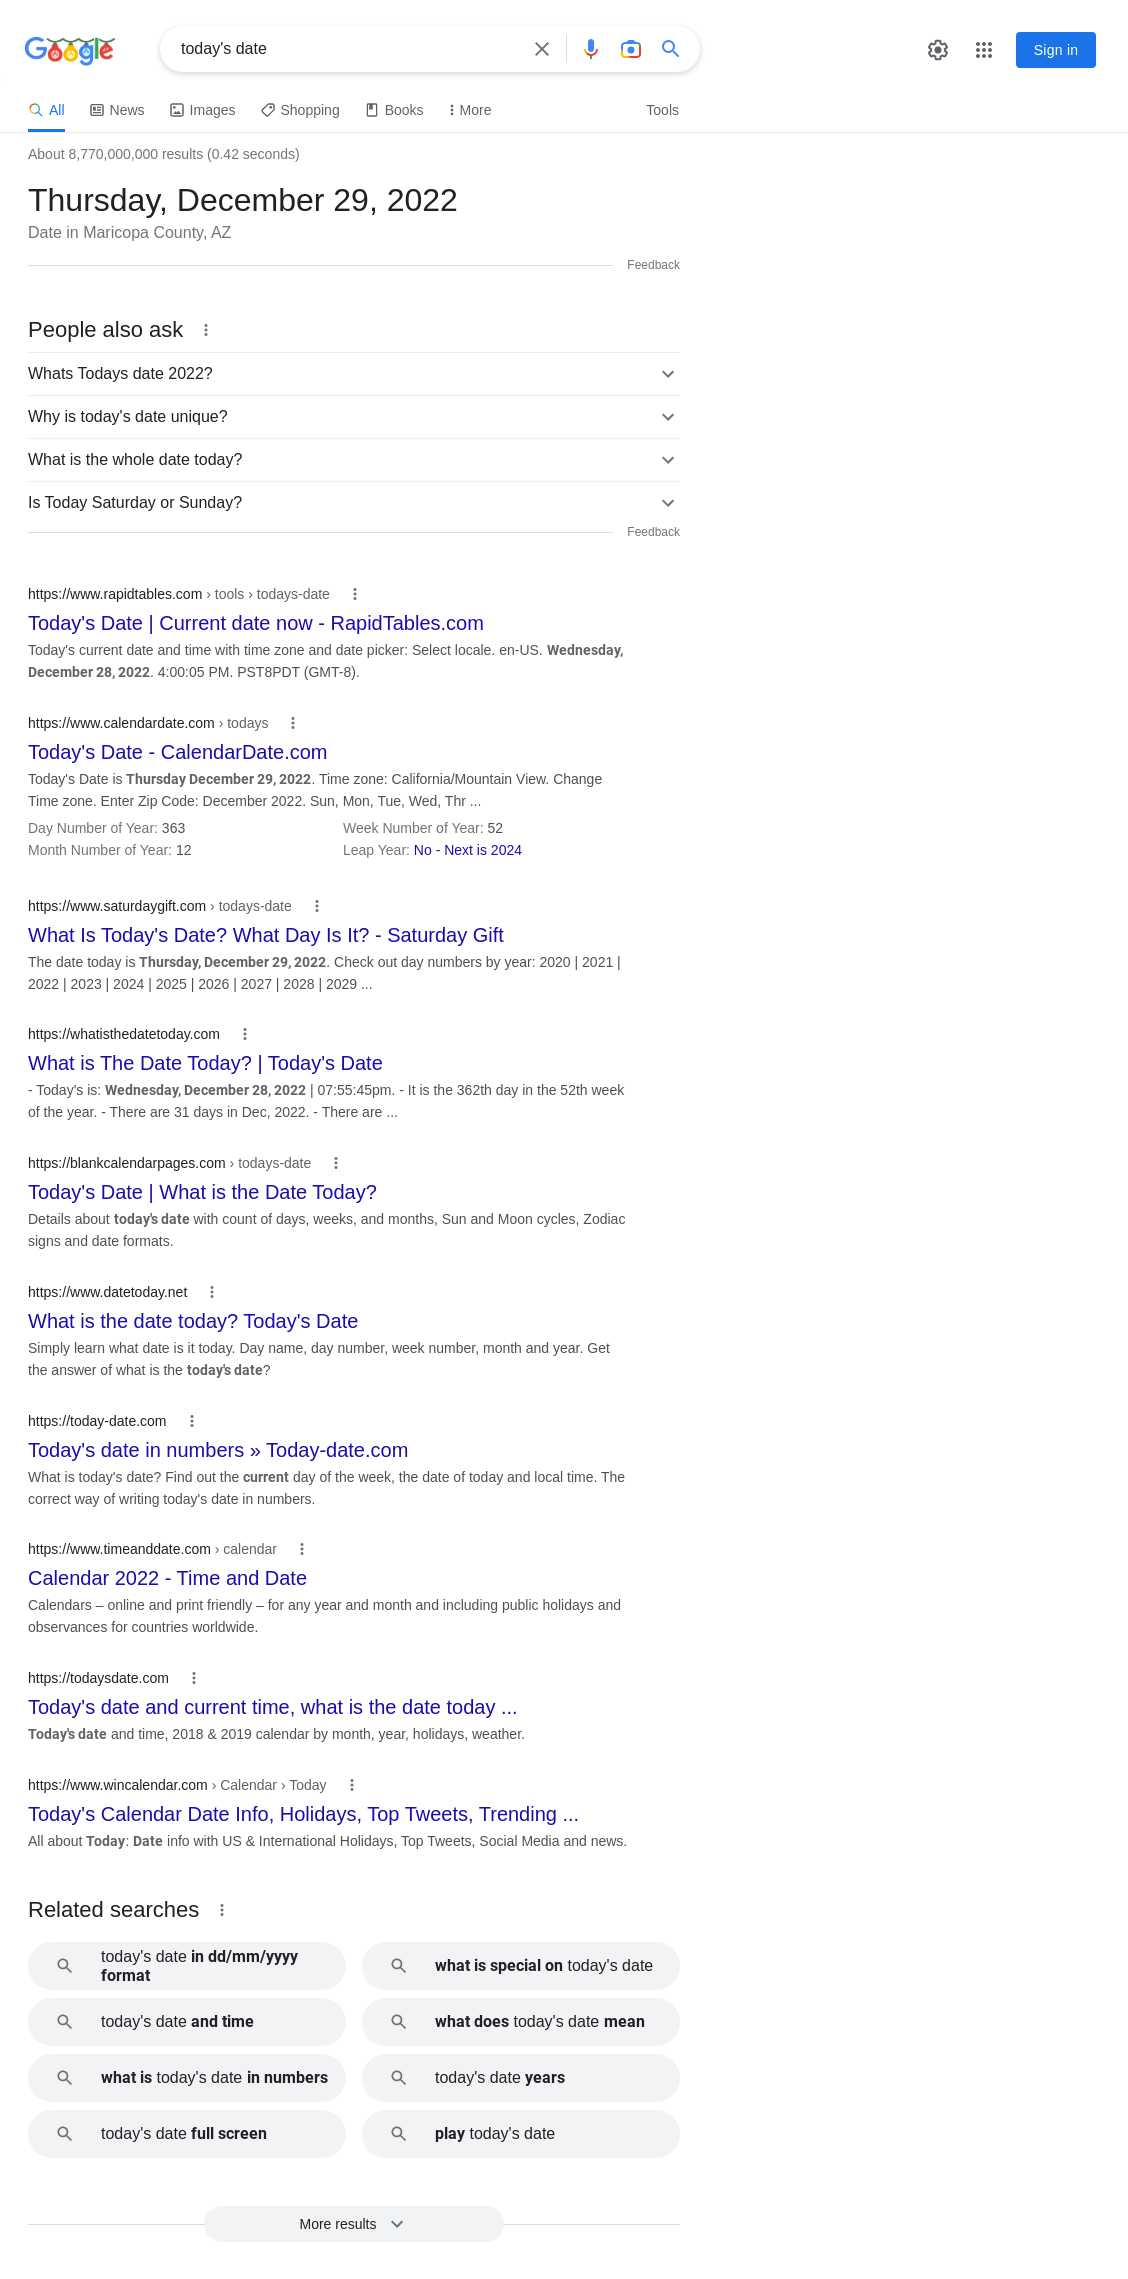 Google
today's date
Sign in
All
News
Images
Shopping
Books
More
Tools
About 8,770,000,000 results (0.42 seconds)
Thursday, December 29, 2022
Date in Maricopa County, AZ
Feedback
People also ask
Whats Todays date 2022?
Why is today's date unique?
What is the whole date today?
Is Today Saturday or Sunday?
Feedback
https://www.rapidtables.com › tools › todays-date
Today's Date | Current date now - RapidTables.com
Today's current date and time with time zone and date picker: Select locale. en-US. Wednesday,
December 28, 2022. 4:00:05 PM. PST8PDT (GMT-8).
https://www.calendardate.com › todays
Today's Date - CalendarDate.com
Today's Date is Thursday December 29, 2022. Time zone: California/Mountain View. Change
Time zone. Enter Zip Code: December 2022. Sun, Mon, Tue, Wed, Thr ...
Day Number of Year: 363
Week Number of Year: 52
Month Number of Year: 12
Leap Year: No - Next is 2024
https://www.saturdaygift.com › todays-date
What Is Today's Date? What Day Is It? - Saturday Gift
The date today is Thursday, December 29, 2022. Check out day numbers by year: 2020 | 2021 |
2022 | 2023 | 2024 | 2025 | 2026 | 2027 | 2028 | 2029 ...
https://whatisthedatetoday.com
What is The Date Today? | Today's Date
- Today's is: Wednesday, December 28, 2022 | 07:55:45pm. - It is the 362th day in the 52th week
of the year. - There are 31 days in Dec, 2022. - There are ...
https://blankcalendarpages.com › todays-date
Today's Date | What is the Date Today?
Details about today's date with count of days, weeks, and months, Sun and Moon cycles, Zodiac
signs and date formats.
https://www.datetoday.net
What is the date today? Today's Date
Simply learn what date is it today. Day name, day number, week number, month and year. Get
the answer of what is the today's date?
https://today-date.com
Today's date in numbers » Today-date.com
What is today's date? Find out the current day of the week, the date of today and local time. The
correct way of writing today's date in numbers.
https://www.timeanddate.com › calendar
Calendar 2022 - Time and Date
Calendars – online and print friendly – for any year and month and including public holidays and
observances for countries worldwide.
https://todaysdate.com
Today's date and current time, what is the date today ...
Today's date and time, 2018 & 2019 calendar by month, year, holidays, weather.
https://www.wincalendar.com › Calendar › Today
Today's Calendar Date Info, Holidays, Top Tweets, Trending ...
All about Today: Date info with US & International Holidays, Top Tweets, Social Media and news.
Related searches
today's date in dd/mm/yyyy
format
what is special on today's date
today's date and time
what does today's date mean
what is today's date in numbers
today's date years
today's date full screen
play today's date
More results